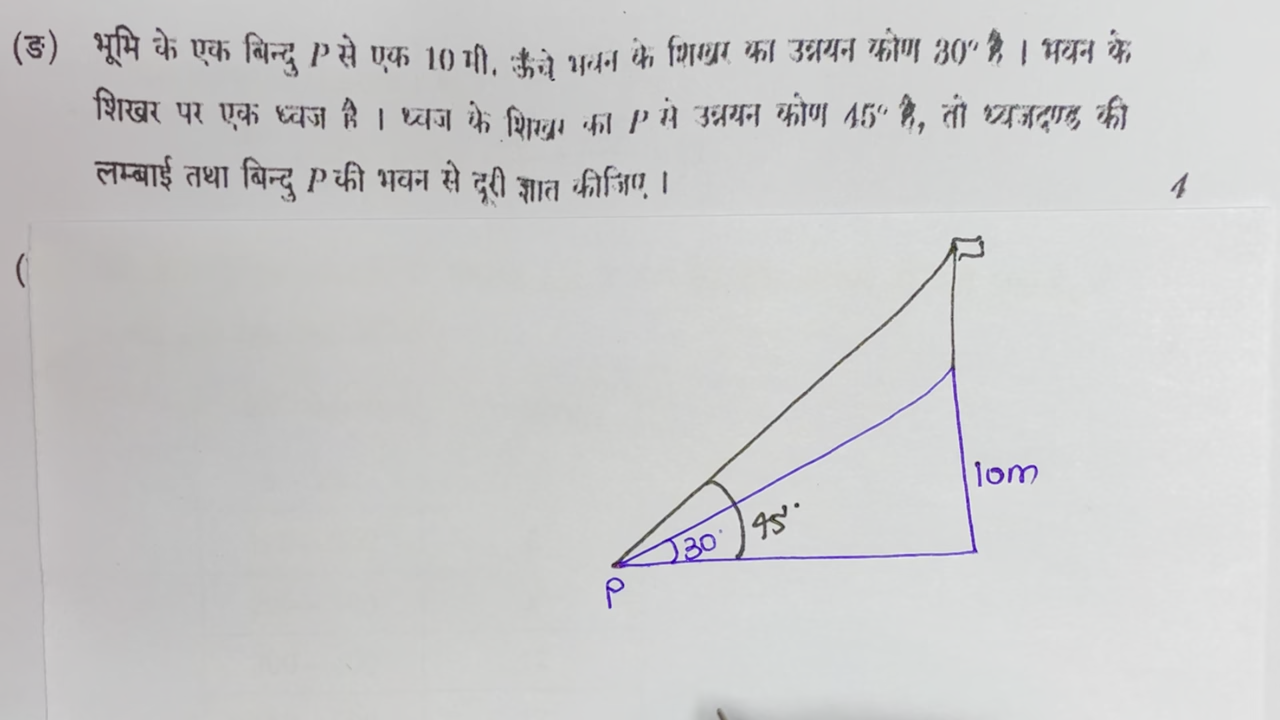 (ङ) भूमि के एक बिन्दु P से एक 10 मी. ऊँचे भवन के शिखर का उन्नयन कोण 30° है । भवन के
शिखर पर एक ध्वज है । ध्वज के शिखर का P से उन्नयन कोण 45° है, तो ध्वजदण्ड की
लम्बाई तथा बिन्दु P की भवन से दूरी ज्ञात कीजिए ।
4
(
10m
45°
30°
P